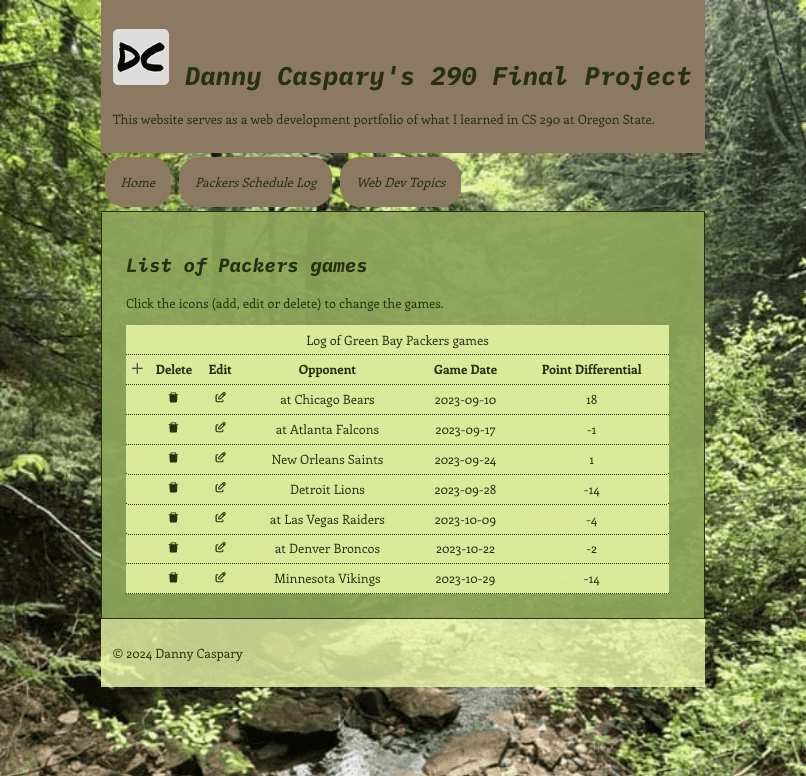 DC
Danny Caspary's 290 Final Project
This website serves as a web development portfolio of what I learned in CS 290 at Oregon State.
Home Packers Schedule Log Web Dev Topics
List of Packers games
Click the icons (add, edit or delete) to change the games.
Log of Green Bay Packers games
+ Delete Edit Opponent Game Date Point Differential
at Chicago Bears 2023-09-10 18
at Atlanta Falcons 2023-09-17 -1
New Orleans Saints 2023-09-24 1
Detroit Lions 2023-09-28 -14
at Las Vegas Raiders 2023-10-09 -4
at Denver Broncos 2023-10-22 -2
Minnesota Vikings 2023-10-29 -14
© 2024 Danny Caspary